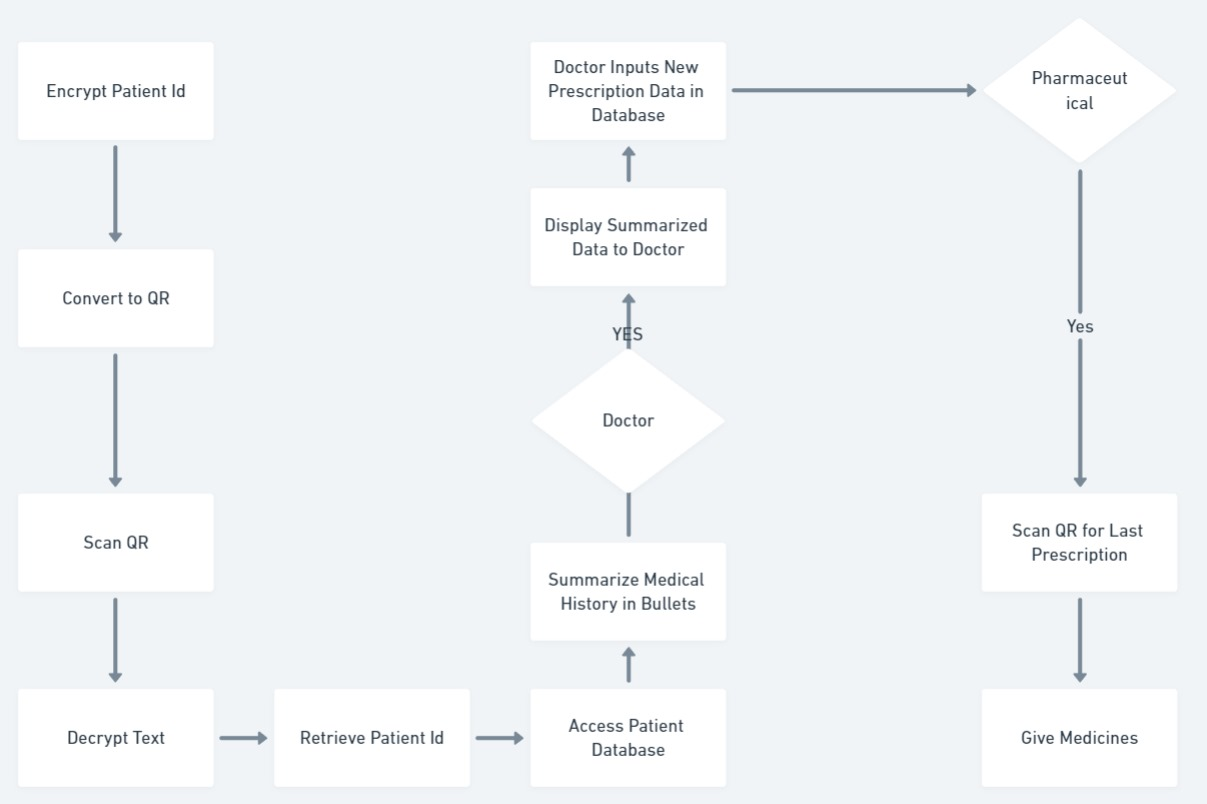 Encrypt Patient Id
Convert to QR
Scan QR
Decrypt Text
Retrieve Patient Id
Access Patient
Database
Summarize Medical
History in Bullets
Doctor
YES
Display Summarized
Data to Doctor
Doctor Inputs New
Prescription Data in
Database
Pharmaceut
ical
Yes
Scan QR for Last
Prescription
Give Medicines